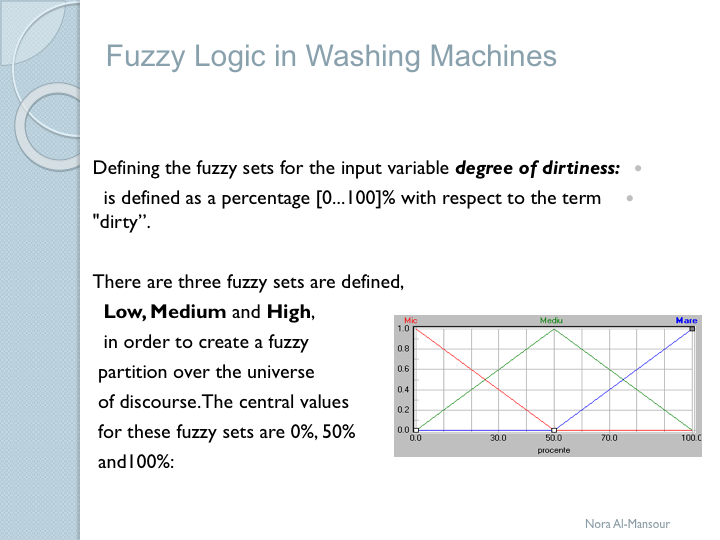 Fuzzy Logic in Washing Machines
Defining the fuzzy sets for the input variable degree of dirtiness:
is defined as a percentage [0...100]% with respect to the term
"dirty”.
There are three fuzzy sets are defined,
Low, Medium and High,
in order to create a fuzzy
partition over the universe
of discourse.The central values
for these fuzzy sets are 0%, 50%
and100%:
Mic Mediu Mare
1.0
0.8
0.6
0.4
0.2
0.0
0.0 30.0 50.0 70.0 100.0
procente
Nora Al-Mansour